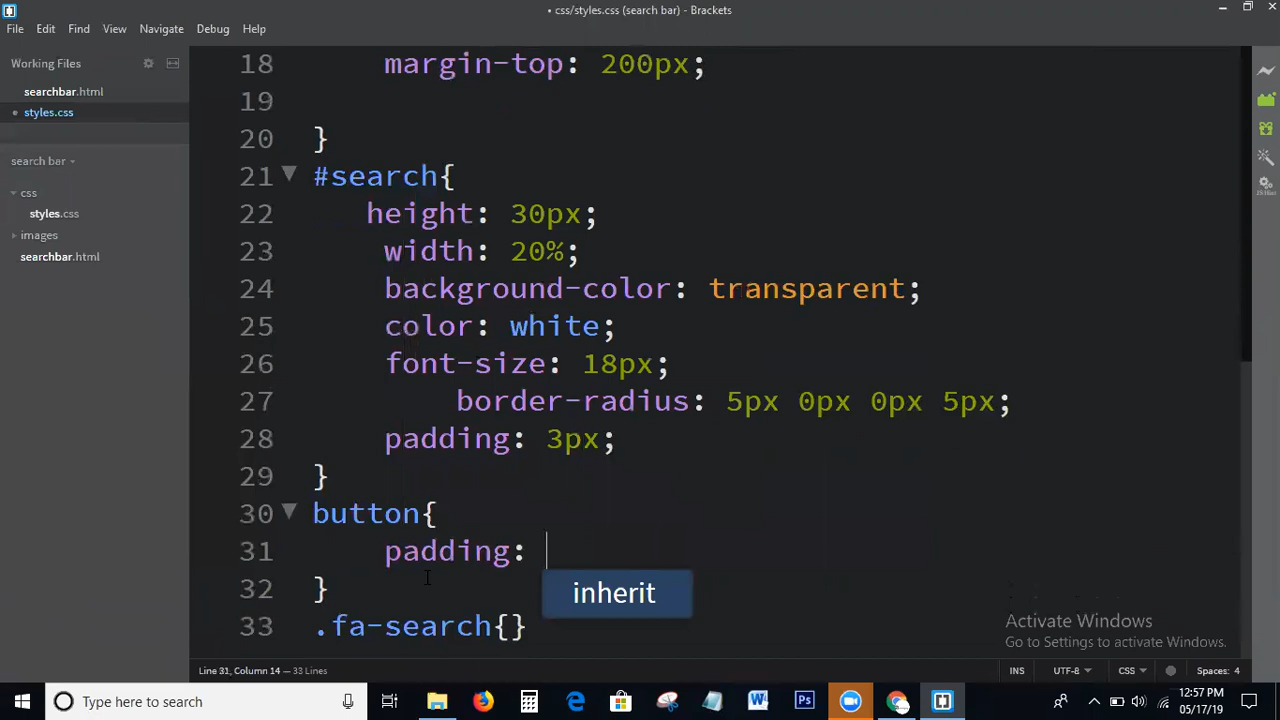 • css/styles.css (search bar) - Brackets
File Edit Find View Navigate Debug Help
Working Files
searchbar.html
• styles.css
search bar
css
styles.css
images
searchbar.html
18 margin-top: 200px;
19
20 }
21 #search{
22 height: 30px;
23 width: 20%;
24 background-color: transparent;
25 color: white;
26 font-size: 18px;
27 border-radius: 5px 0px 0px 5px;
28 padding: 3px;
29 }
30 button{
31 padding:
32 }
inherit
33 .fa-search{}
Activate Windows
Go to Settings to activate Windows.
Line 31, Column 14 — 33 Lines
INS UTF-8 CSS Spaces: 4
Type here to search
12:57 PM
05/17/19